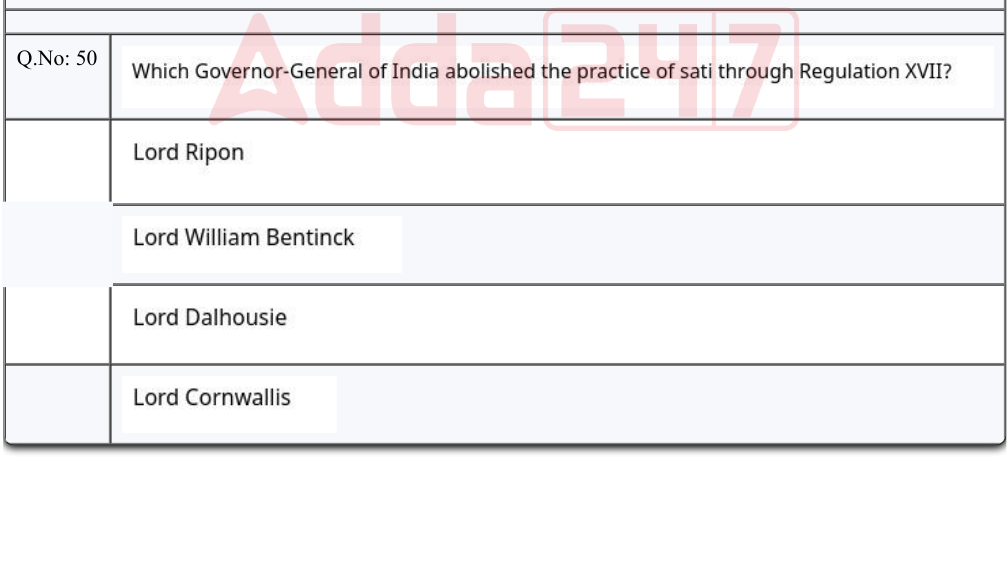 Adda247
Q.No: 50
Which Governor-General of India abolished the practice of sati through Regulation XVII?
Lord Ripon
Lord William Bentinck
Lord Dalhousie
Lord Cornwallis